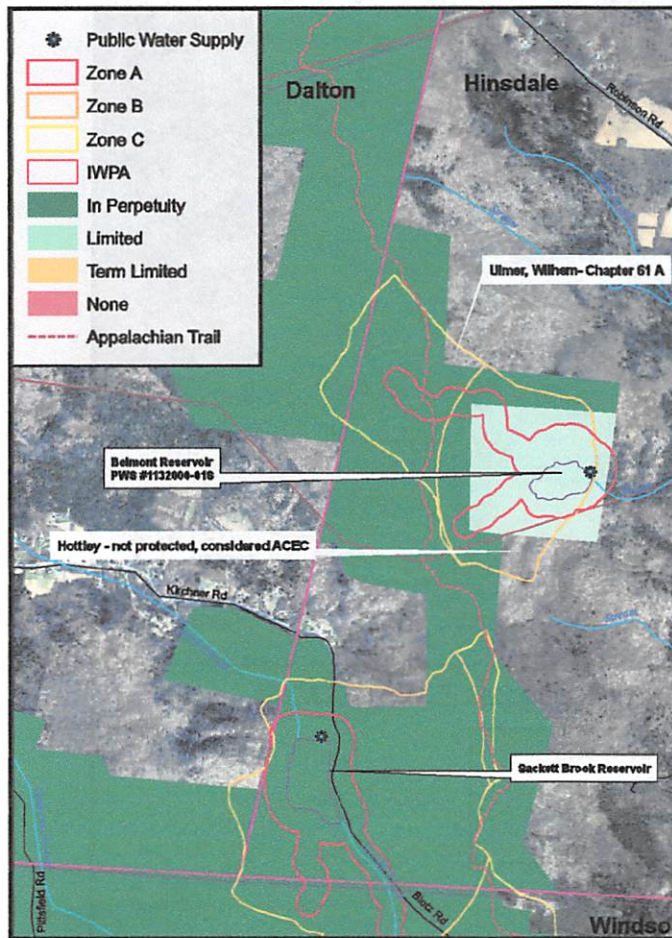 Public Water Supply
Zone A
Zone B
Zone C
IWPA
In Perpetuity
Limited
Term Limited
None
Appalachian Trail
Dalton
Hinsdale
Robinson Rd
Ulmer, Wilhem- Chapter 61 A
Belmont Reservoir
PWS #1132000-01S
Hottley - not protected, considered ACEC
Kirchner Rd
Sackett Brook Reservoir
Pittsfield Rd
Blotz Rd
Windso